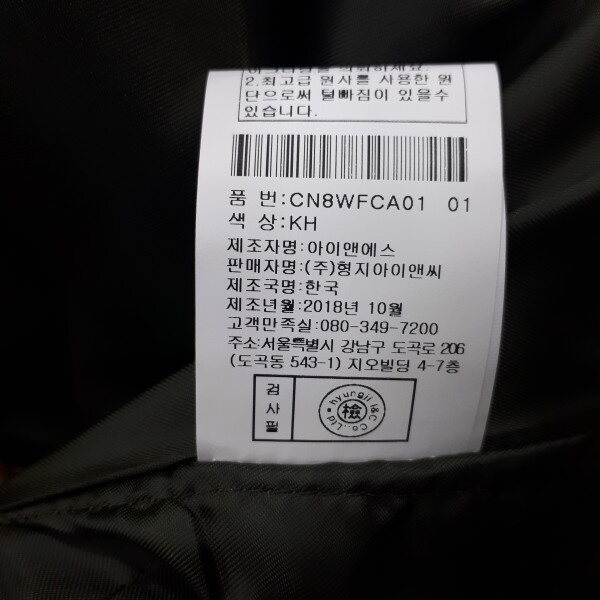 2.최고급 원사를 사용한 원
단으로써 털빠짐이 있을수
있습니다.
품 번:CN8WFCA01 01
색 상:KH
제조자명:아이앤에스
판매자명:(주)형지아이앤씨
제조국명:한국
제조년월:2018년 10월
고객만족실:080-349-7200
주소:서울특별시 강남구 도곡로 206
(도곡동 543-1) 지오빌딩 4-7층
검사필
hyungji I&C Co.,Ltd
檢